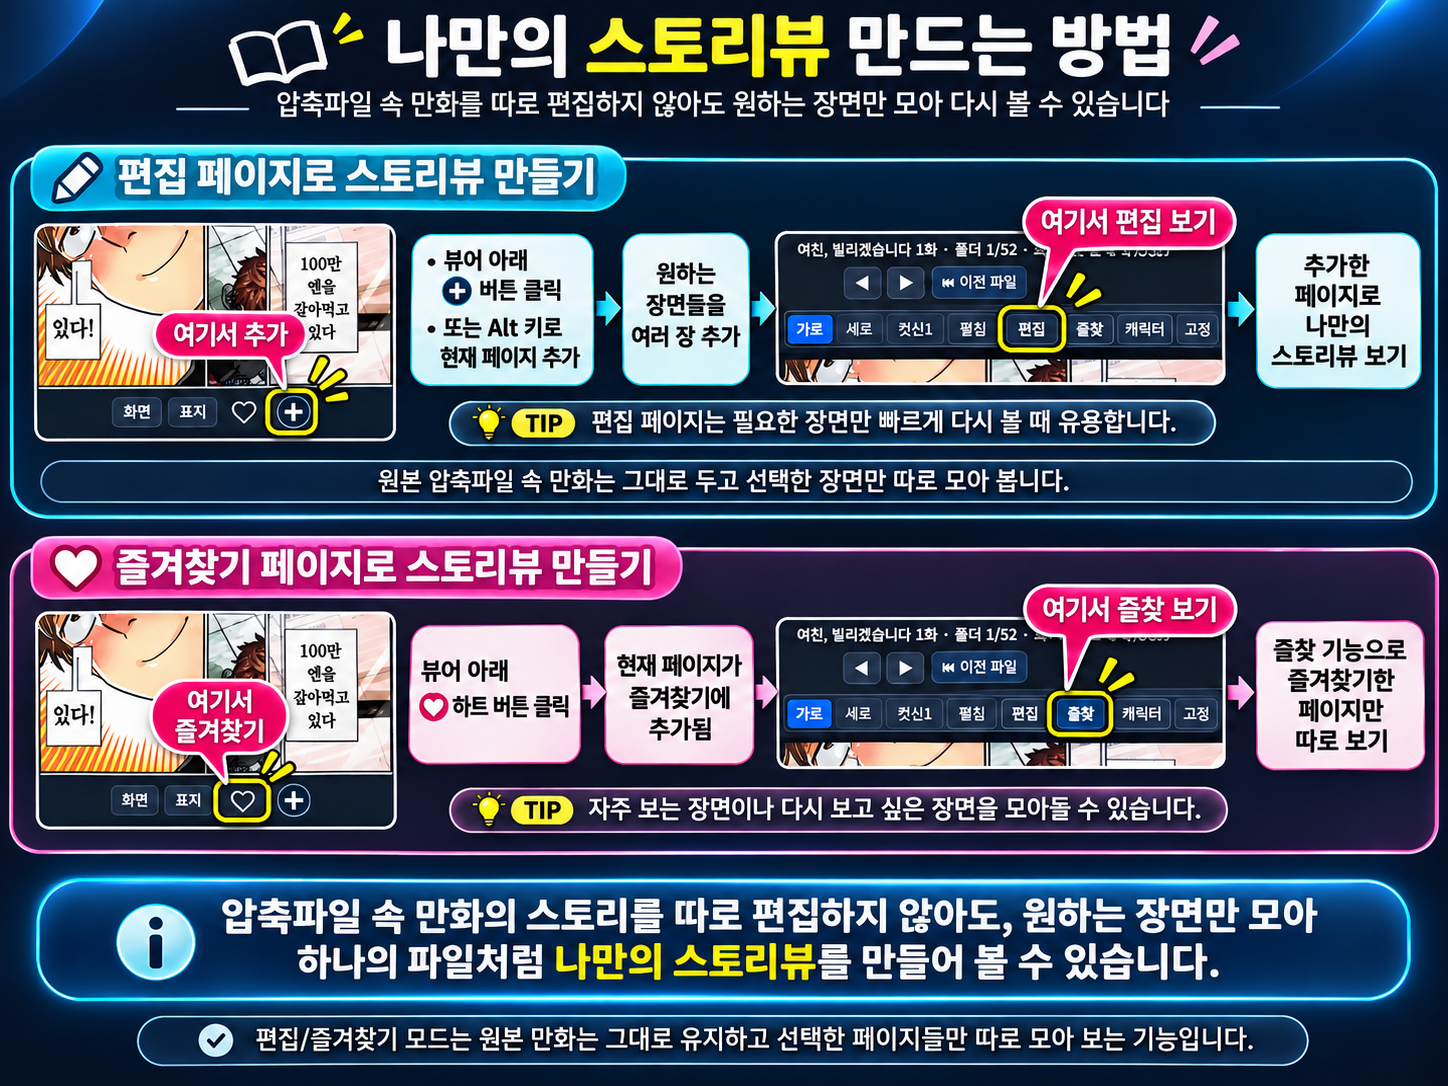 나만의 스토리뷰 만드는 방법
압축파일 속 만화를 따로 편집하지 않아도 원하는 장면만 모아 다시 볼 수 있습니다
편집 페이지로 스토리뷰 만들기
있다!
100만
엔을
갚아먹고
있다
여기서 추가
화면
표지
• 뷰어 아래
버튼 클릭
• 또는 Alt 키로
현재 페이지 추가
원하는
장면들을
여러 장 추가
여기서 편집 보기
여친, 빌리겠습니다 1화 · 폴더 1/52 ·
◀ ▶ ⏮ 이전 파일
가로 세로 컷신1 펼침 편집 즐찾 캐릭터 고정
추가한
페이지로
나만의
스토리뷰 보기
TIP 편집 페이지는 필요한 장면만 빠르게 다시 볼 때 유용합니다.
원본 압축파일 속 만화는 그대로 두고 선택한 장면만 따로 모아 봅니다.
즐겨찾기 페이지로 스토리뷰 만들기
있다!
100만
엔을
갚아먹고
있다
여기서
즐겨찾기
화면
표지
뷰어 아래
하트 버튼 클릭
현재 페이지가
즐겨찾기에
추가됨
여기서 즐찾 보기
여친, 빌리겠습니다 1화 · 폴더 1/52 ·
◀ ▶ ⏮ 이전 파일
가로 세로 컷신1 펼침 편집 즐찾 캐릭터 고정
즐찾 기능으로
즐겨찾기한
페이지만
따로 보기
TIP 자주 보는 장면이나 다시 보고 싶은 장면을 모아둘 수 있습니다.
압축파일 속 만화의 스토리를 따로 편집하지 않아도, 원하는 장면만 모아
하나의 파일처럼 나만의 스토리뷰를 만들어 볼 수 있습니다.
편집/즐겨찾기 모드는 원본 만화는 그대로 유지하고 선택한 페이지들만 따로 모아 보는 기능입니다.